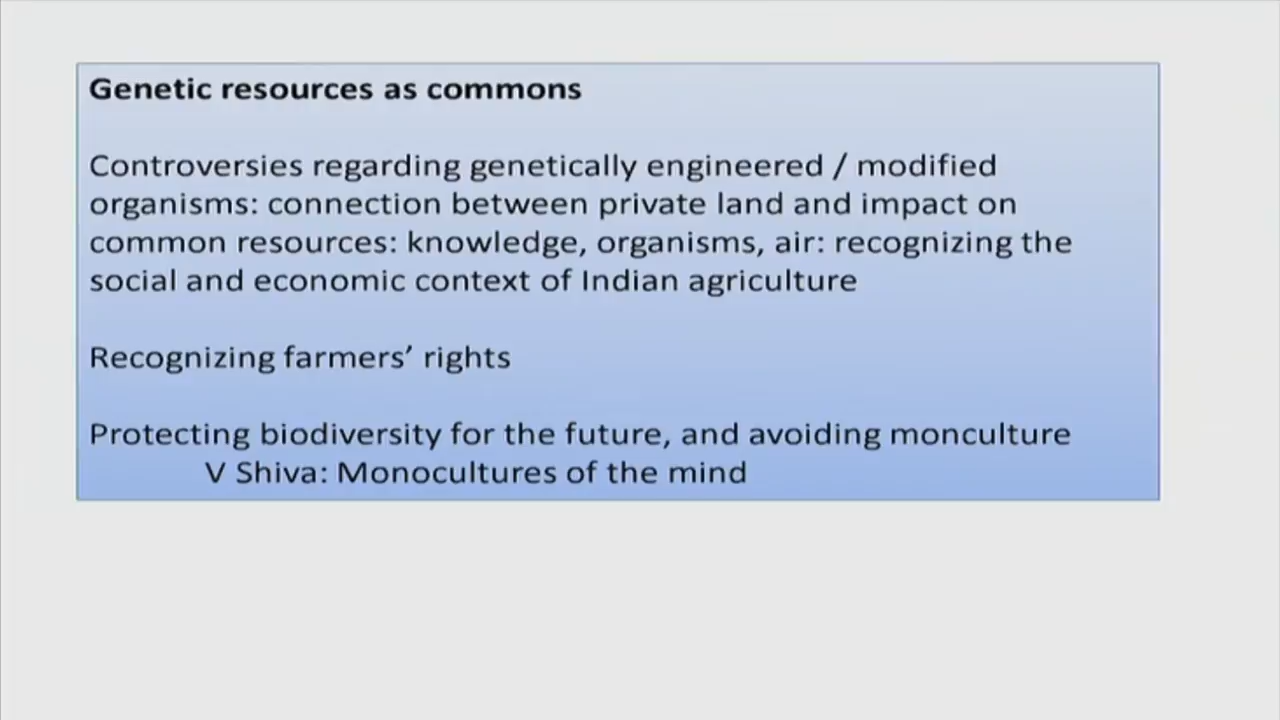 Genetic resources as commons
Controversies regarding genetically engineered / modified
organisms: connection between private land and impact on
common resources: knowledge, organisms, air: recognizing the
social and economic context of Indian agriculture
Recognizing farmers’ rights
Protecting biodiversity for the future, and avoiding monculture
V Shiva: Monocultures of the mind